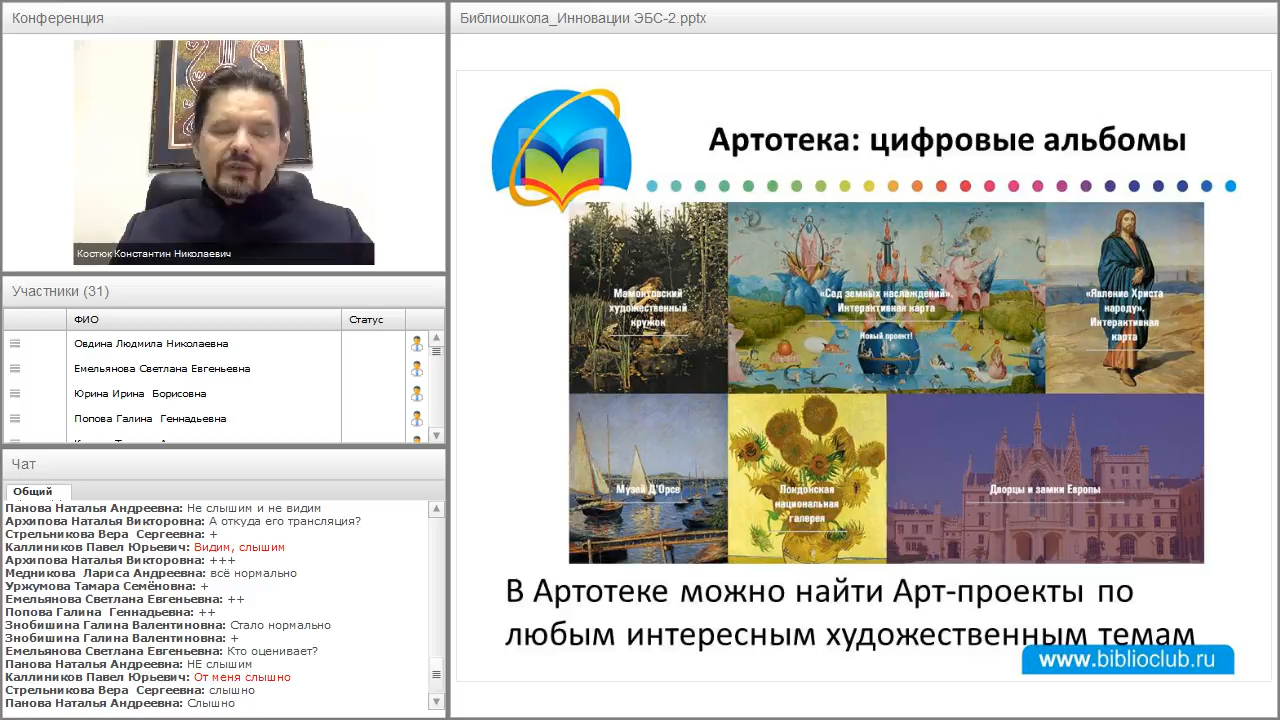 Конференция
Костюк Константин Николаевич
Участники (31)
ФИО
Статус
Овдина Людмила Николаевна
Емельянова Светлана Евгеньевна
Юрина Ирина Борисовна
Попова Галина Геннадьевна
Чат
Общий
Панова Наталья Андреевна: Не слышим и не видим
Архипова Наталья Викторовна: А откуда его трансляция?
Стрельникова Вера Сергеевна: +
Каллиников Павел Юрьевич: Видим, слышим
Архипова Наталья Викторовна: +++
Медникова Лариса Андреевна: всё нормально
Уржумова Тамара Семёновна: +
Емельянова Светлана Евгеньевна: ++
Попова Галина Геннадьевна: ++
Знобишина Галина Валентиновна: Стало нормально
Знобишина Галина Валентиновна: +
Емельянова Светлана Евгеньевна: Кто оценивает?
Панова Наталья Андреевна: НЕ слышим
Каллиников Павел Юрьевич: От меня слышно
Стрельникова Вера Сергеевна: слышно
Панова Наталья Андреевна: Слышно
Библиошкола_Инновации ЭБС-2.pptx
Артотека: цифровые альбомы
Мамонтовский
художественный
кружок
«Сад земных наслаждений».
Интерактивная карта
Новый проект!
«Явление Христа
народу».
Интерактивная
карта
Музей Д'Орсе
Лондонская
национальная
галерея
Дворцы и замки Европы
В Артотеке можно найти Арт-проекты по
любым интересным художественным темам
www.biblioclub.ru